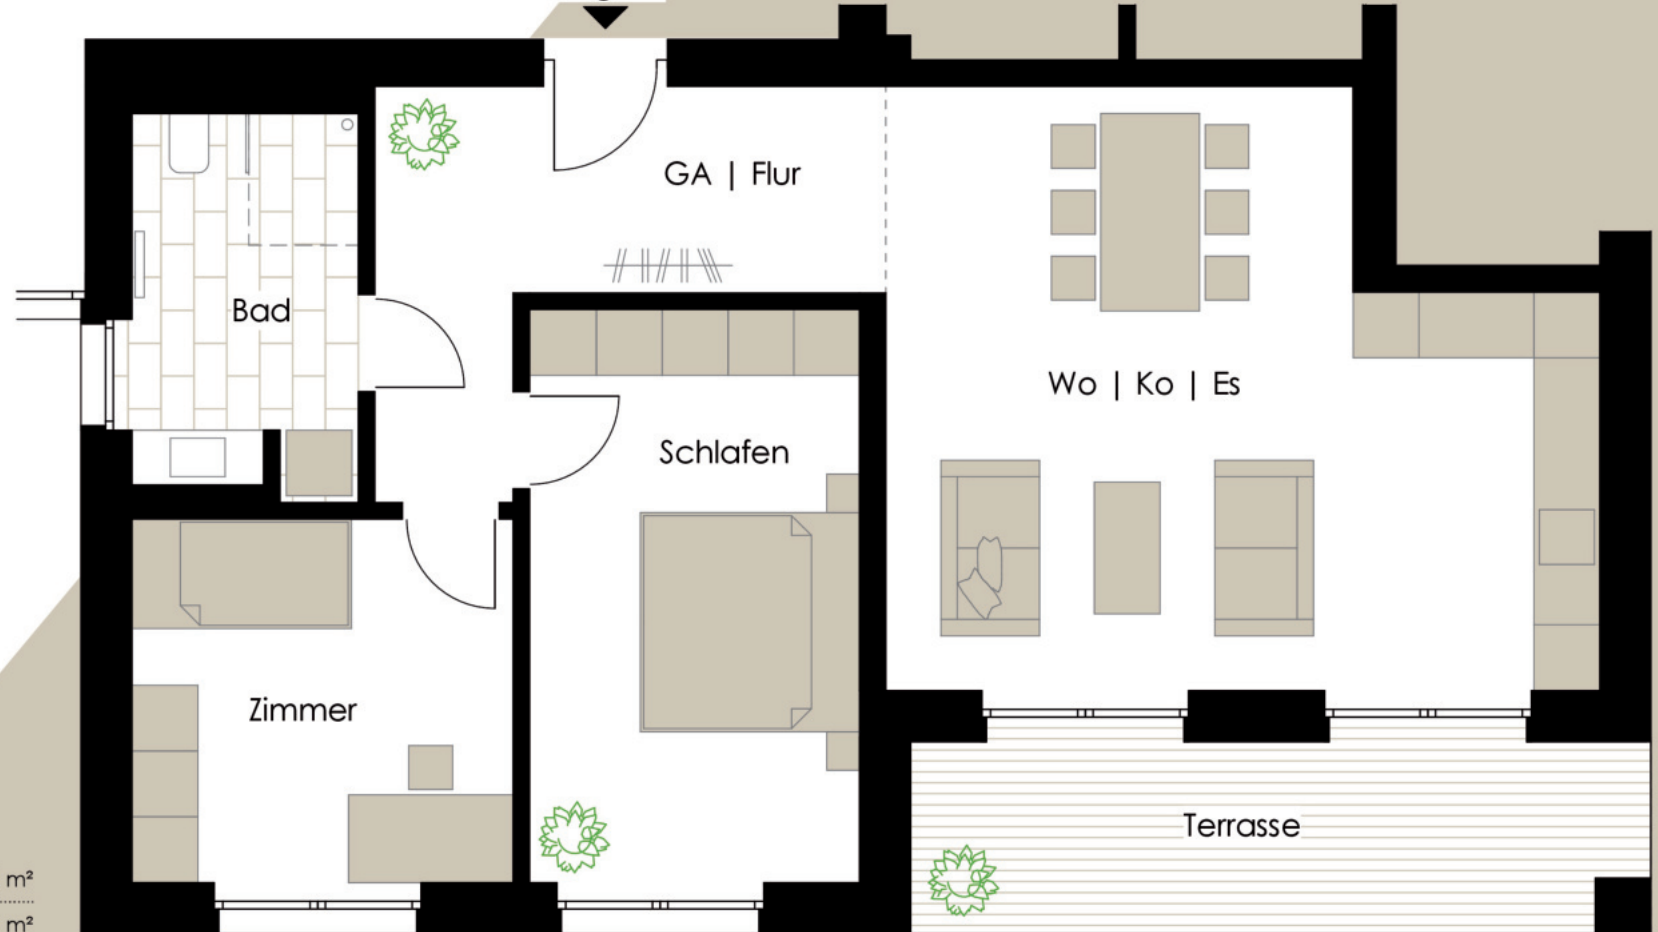 GA | Flur
Bad
Wo | Ko | Es
Schlafen
Zimmer
Terrasse
m²
m²